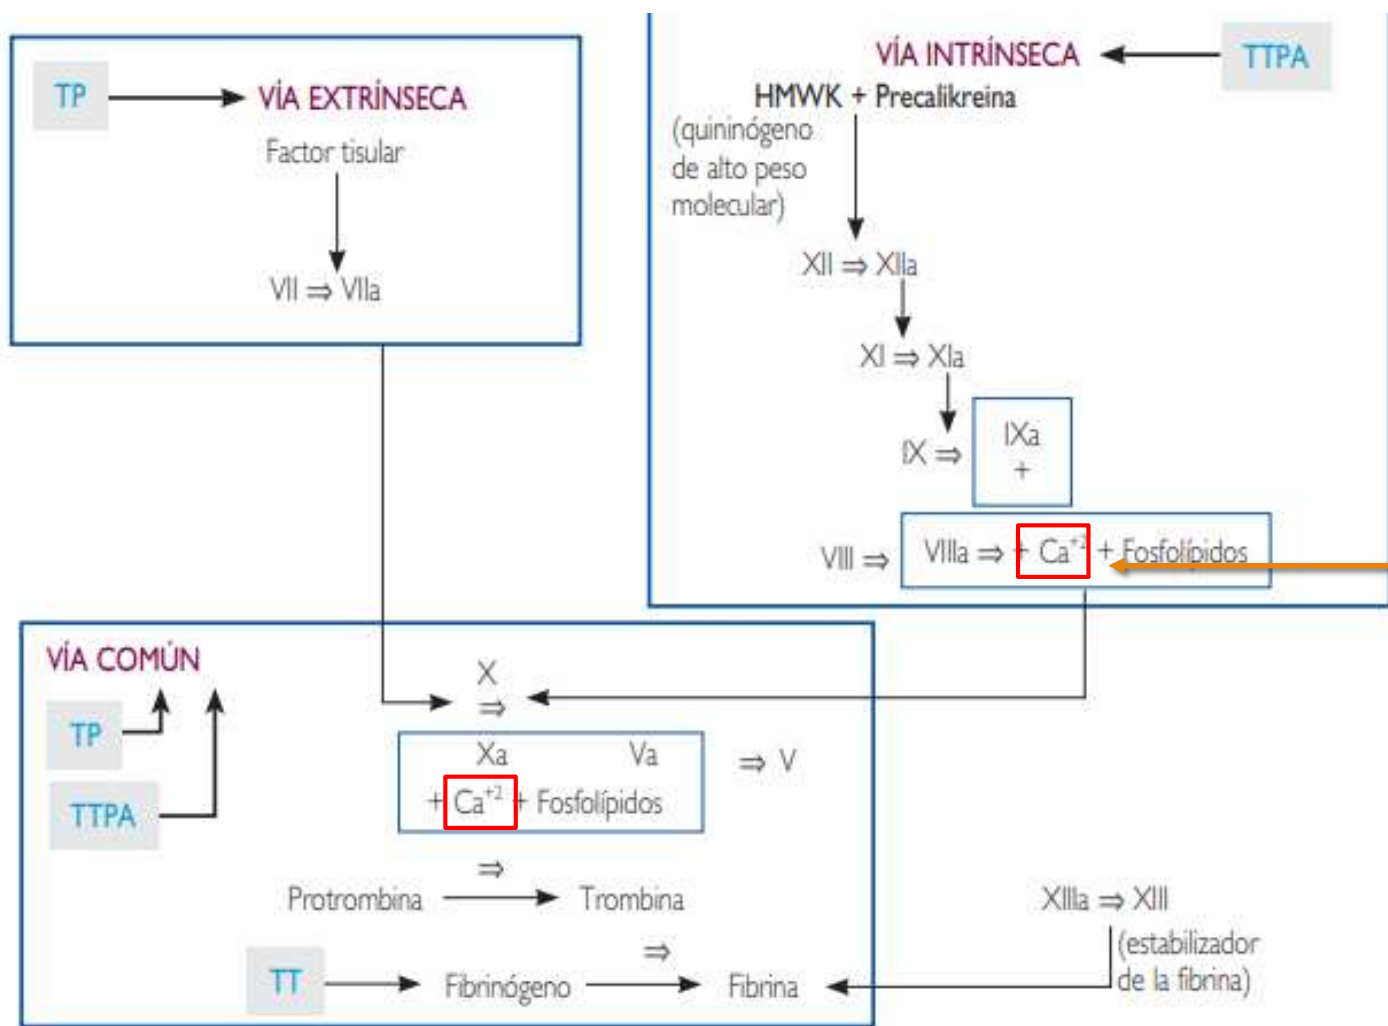 TP
VÍA EXTRÍNSECA
Factor tisular
VII ⇒ VIIa
VÍA INTRÍNSECA
TTPA
HMWK + Precalikreina
(quininógeno
de alto peso
molecular)
XII ⇒ XIIa
XI ⇒ XIa
IX ⇒
IXa
+
VIII ⇒
VIIIa ⇒ + Ca+2 + Fosfolípidos
VÍA COMÚN
TP
TTPA
X
⇒
Xa Va
⇒ V
+ Ca+2 + Fosfolípidos
⇒
Protrombina Trombina
⇒
TT
Fibrinógeno Fibrina
XIIIa ⇒ XIII
(estabilizador
de la fibrina)